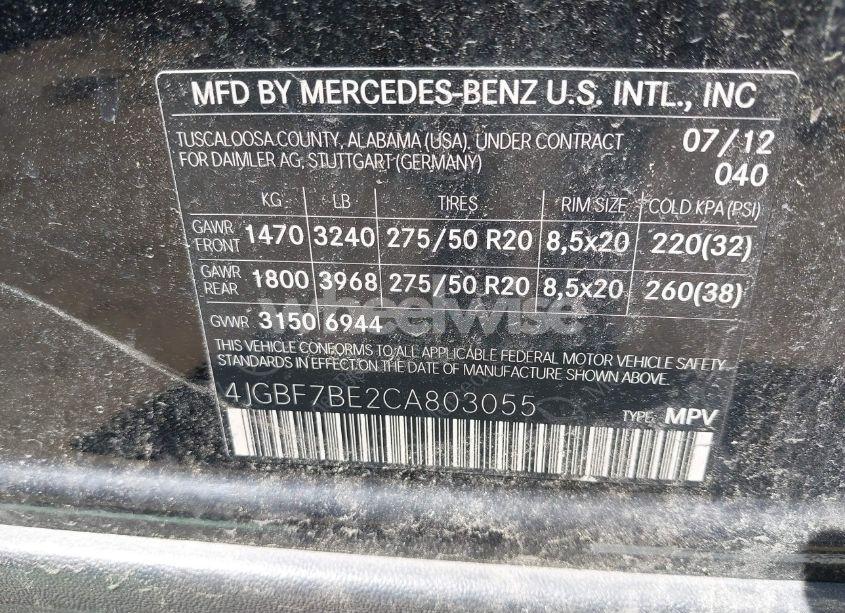 MFD BY MERCEDES-BENZ U.S. INTL., INC
TUSCALOOSA COUNTY, ALABAMA (USA), UNDER CONTRACT 07/12
FOR DAIMLER AG, STUTTGART (GERMANY) 040
KG LB TIRES RIM SIZE COLD KPA (PSI)
GAWR FRONT 1470 3240 275/50 R20 8,5x20 220(32)
GAWR REAR 1800 3968 275/50 R20 8,5x20 260(38)
wheelwise
GVWR 3150 6944
THIS VEHICLE CONFORMS TO ALL APPLICABLE FEDERAL MOTOR VEHICLE SAFETY
STANDARDS IN EFFECT ON THE DATE OF MANUFACTURE SHOWN ABOVE.
4JGBF7BE2CA803055 TYPE: MPV